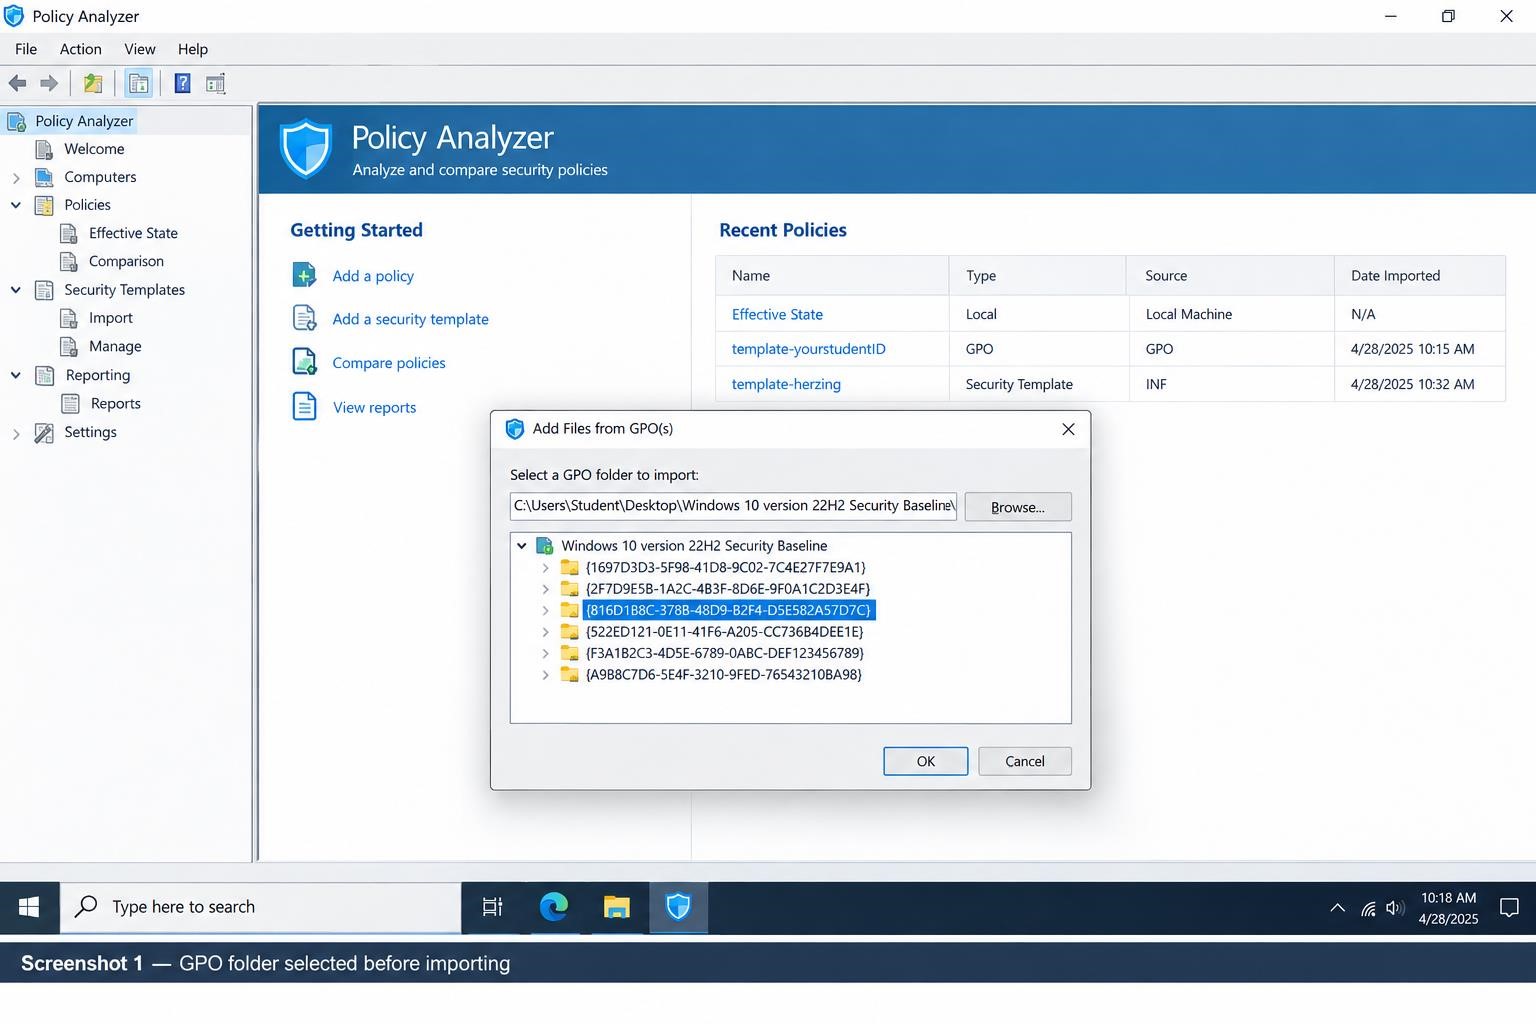 Policy Analyzer
File Action View Help
Policy Analyzer
Welcome
Computers
Policies
Effective State
Comparison
Security Templates
Import
Manage
Reporting
Reports
Settings
Policy Analyzer
Analyze and compare security policies
Getting Started
Add a policy
Add a security template
Compare policies
View reports
Recent Policies
Name Type Source Date Imported
Effective State Local Local Machine N/A
template-yourstudentID GPO GPO 4/28/2025 10:15 AM
template-herzing Security Template INF 4/28/2025 10:32 AM
Add Files from GPO(s)
Select a GPO folder to import:
C:\Users\Student\Desktop\Windows 10 version 22H2 Security Baseline\
Browse...
Windows 10 version 22H2 Security Baseline
{1697D3D3-5F98-41D8-9C02-7C4E27F7E9A1}
{2F7D9E5B-1A2C-4B3F-8D6E-9F0A1C2D3E4F}
{816D1B8C-378B-48D9-B2F4-D5E582A57D7C}
{522ED121-0E11-41F6-A205-CC736B4DEE1E}
{F3A1B2C3-4D5E-6789-0ABC-DEF123456789}
{A9B8C7D6-5E4F-3210-9FED-76543210BA98}
OK Cancel
Type here to search
10:18 AM
4/28/2025
Screenshot 1 — GPO folder selected before importing